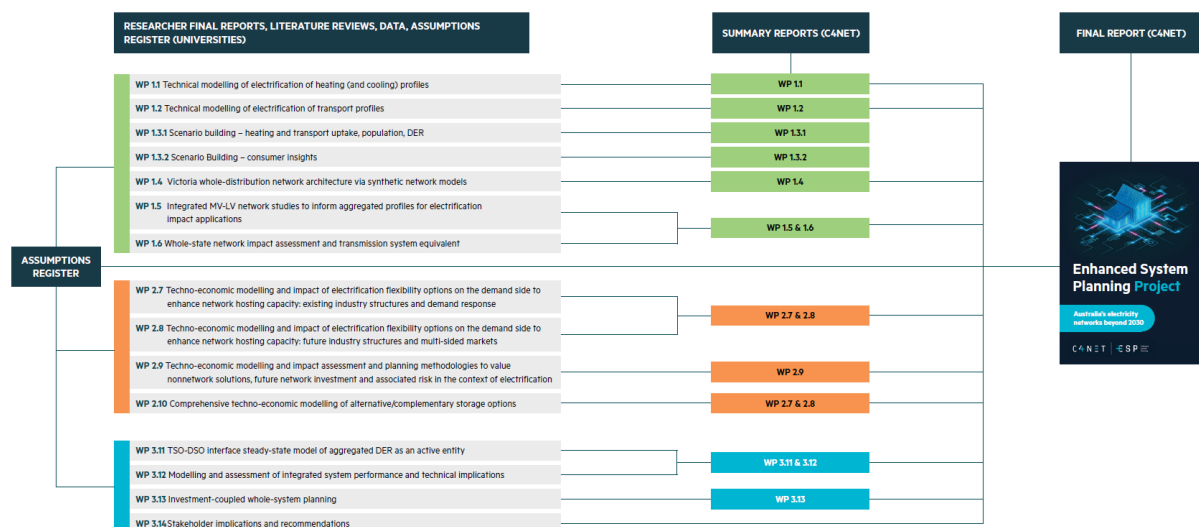 RESEARCHER FINAL REPORTS, LITERATURE REVIEWS, DATA, ASSUMPTIONS
REGISTER (UNIVERSITIES)
SUMMARY REPORTS (C4NET)
FINAL REPORT (C4NET)
WP 1.1 Technical modelling of electrification of heating (and cooling) profiles
WP 1.1
WP 1.2 Technical modelling of electrification of transport profiles
WP 1.2
WP 1.3.1 Scenario building – heating and transport uptake, population, DER
WP 1.3.1
WP 1.3.2 Scenario Building – consumer insights
WP 1.3.2
WP 1.4 Victoria whole-distribution network architecture via synthetic network models
WP 1.4
WP 1.5 Integrated MV-LV network studies to inform aggregated profiles for electrification
impact applications
WP 1.6 Whole-state network impact assessment and transmission system equivalent
WP 1.5 & 1.6
ASSUMPTIONS
REGISTER
WP 2.7 Techno-economic modelling and impact of electrification flexibility options on the demand side to
enhance network hosting capacity: existing industry structures and demand response
WP 2.8 Techno-economic modelling and impact of electrification flexibility options on the demand side to
enhance network hosting capacity: future industry structures and multi-sided markets
WP 2.7 & 2.8
WP 2.9 Techno-economic modelling and impact assessment and planning methodologies to value
nonnetwork solutions, future network investment and associated risk in the context of electrification
WP 2.9
WP 2.10 Comprehensive techno-economic modelling of alternative/complementary storage options
WP 2.7 & 2.8
WP 3.11 TSO-DSO interface steady-state model of aggregated DER as an active entity
WP 3.12 Modelling and assessment of integrated system performance and technical implications
WP 3.11 & 3.12
WP 3.13 Investment-coupled whole-system planning
WP 3.13
WP 3.14 Stakeholder implications and recommendations
Enhanced System
Planning Project
Australia's electricity
networks beyond 2030
C4NET ESP